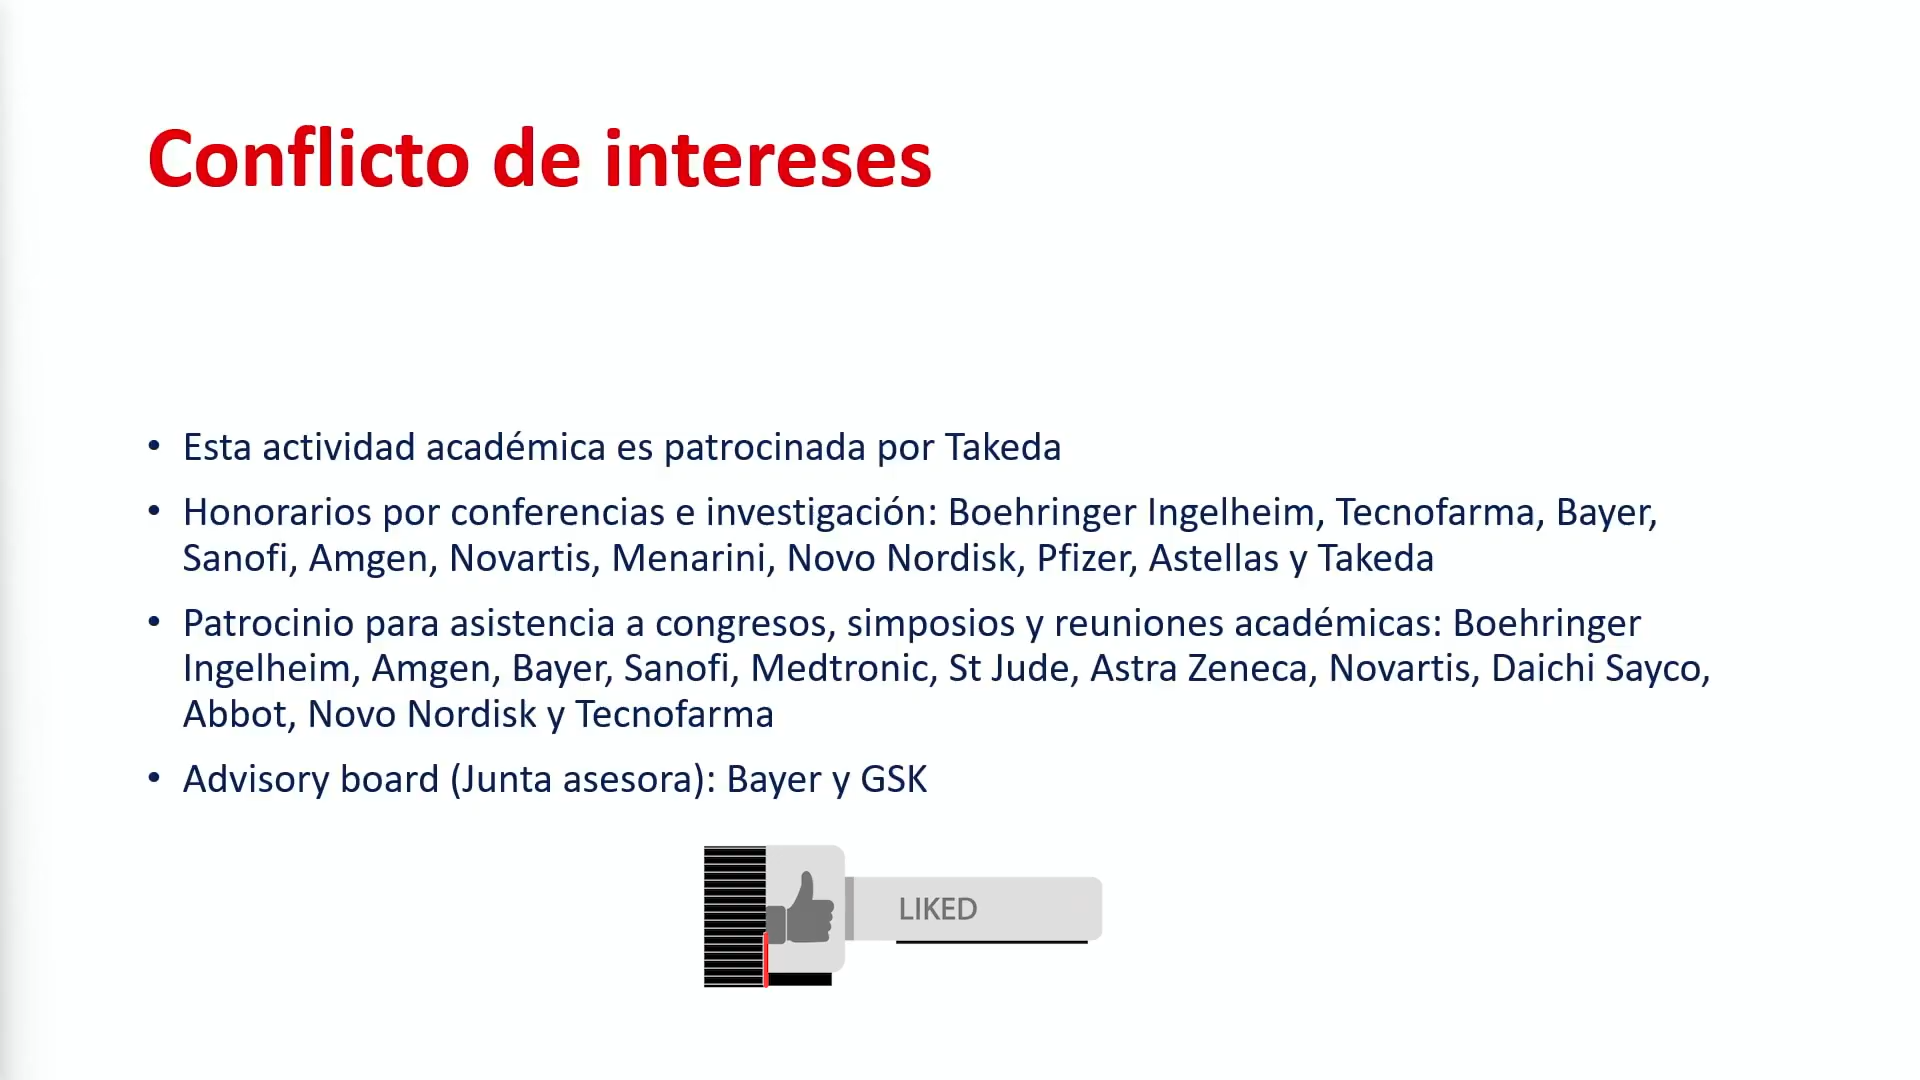 Conflicto de intereses
• Esta actividad académica es patrocinada por Takeda
• Honorarios por conferencias e investigación: Boehringer Ingelheim, Tecnofarma, Bayer,
Sanofi, Amgen, Novartis, Menarini, Novo Nordisk, Pfizer, Astellas y Takeda
• Patrocinio para asistencia a congresos, simposios y reuniones académicas: Boehringer
Ingelheim, Amgen, Bayer, Sanofi, Medtronic, St Jude, Astra Zeneca, Novartis, Daichi Sayco,
Abbot, Novo Nordisk y Tecnofarma
• Advisory board (Junta asesora): Bayer y GSK
LIKED